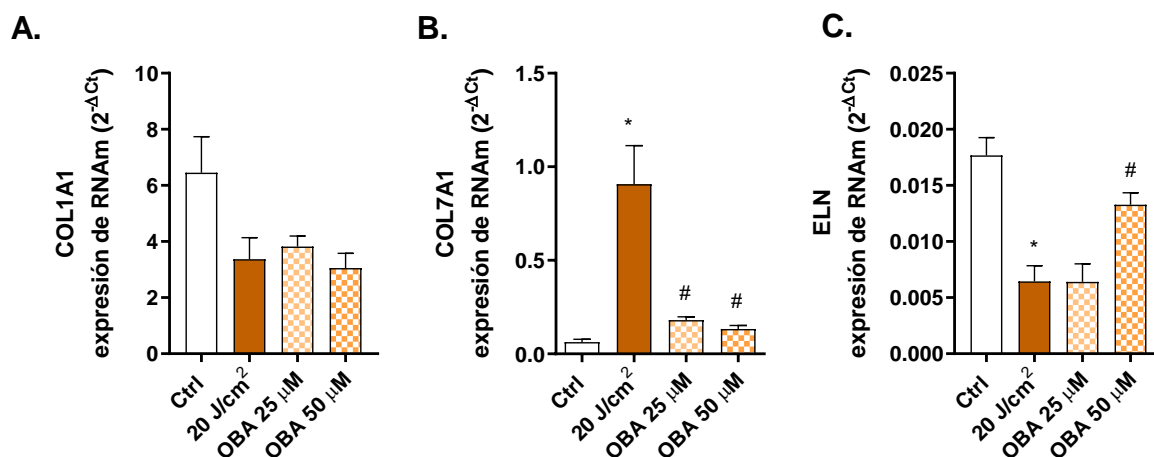 A.
COL1A1
expresión de RNAm (2^-ΔCt)
10
8
6
4
2
0
Ctrl
20 J/cm²
OBA 25 μM
OBA 50 μM
B.
COL7A1
expresión de RNAm (2^-ΔCt)
1.5
1.0
0.5
0.0
*
#
#
Ctrl
20 J/cm²
OBA 25 μM
OBA 50 μM
C.
ELN
expresión de RNAm (2^-ΔCt)
0.025
0.020
0.015
0.010
0.005
0.000
*
#
Ctrl
20 J/cm²
OBA 25 μM
OBA 50 μM